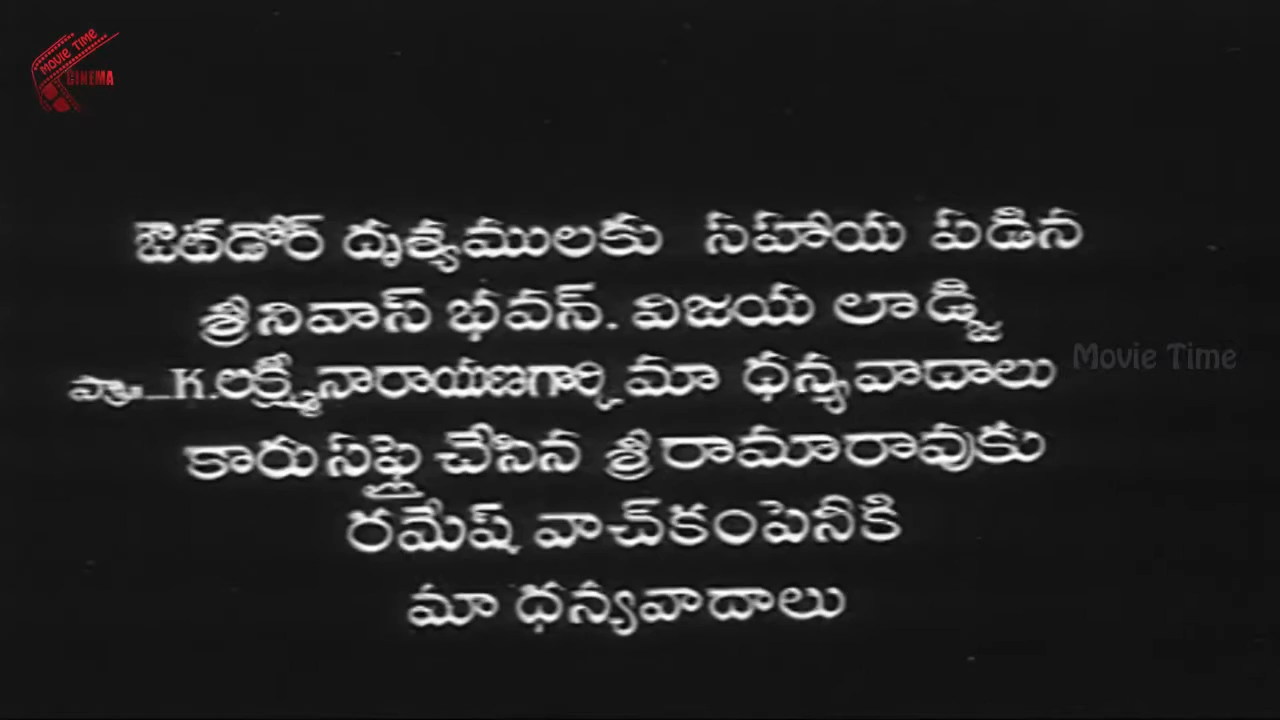 MOVIE TIME
CINEMA
ఔట్‌డోర్ దృశ్యములకు సహాయ పడిన
శ్రీనివాస్ భవన్. విజయ లాడ్జి
Movie Time
ప్రొః_K.లక్ష్మీనారాయణగార్కి మా ధన్యవాదాలు
కారు సప్లై చేసిన శ్రీ రామారావుకు
రమేష్ వాచ్‌కంపెనీకి
మా ధన్యవాదాలు